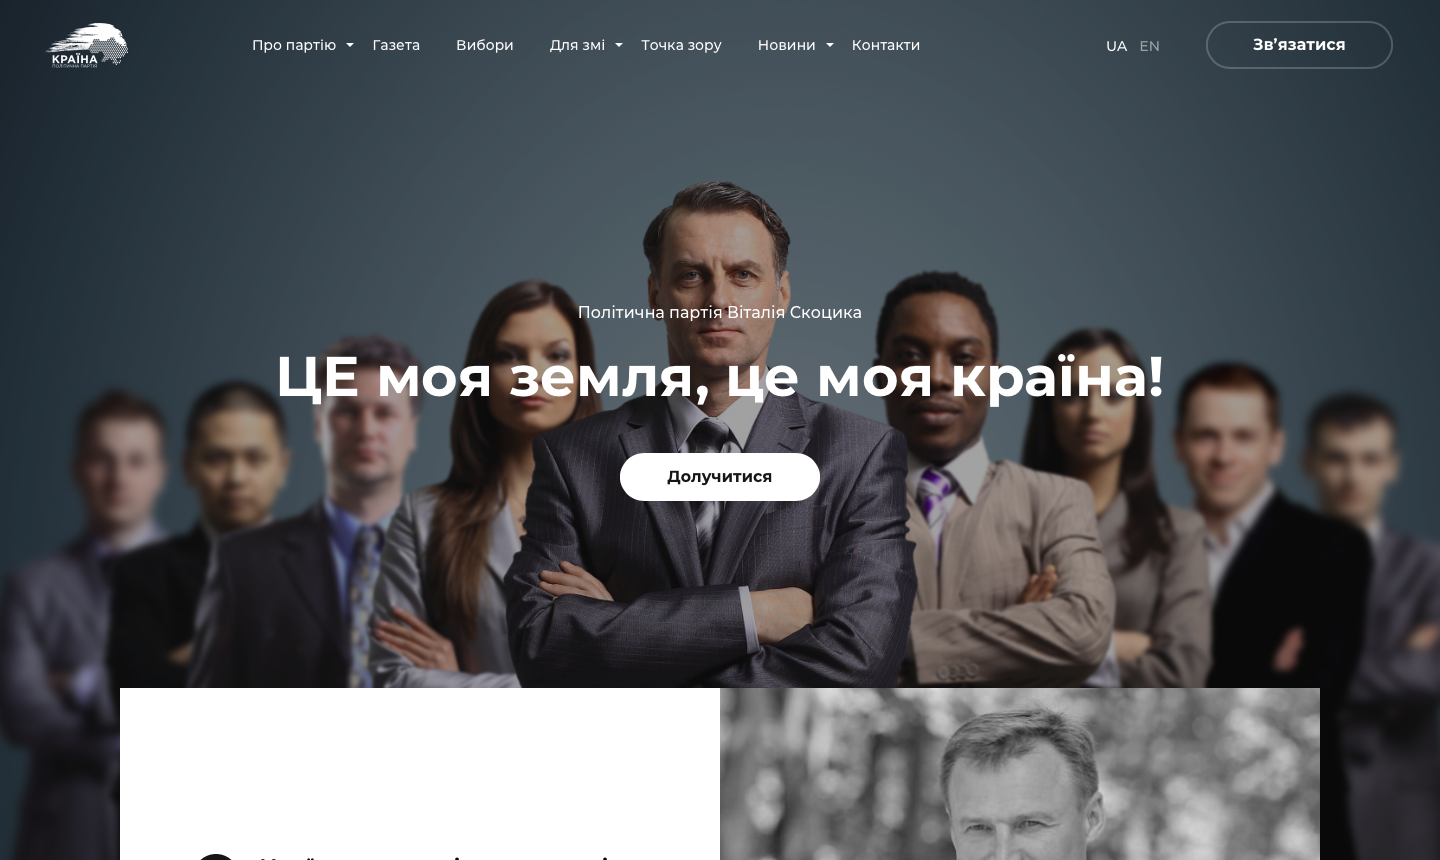 КРАЇНА
ПОЛІТИЧНА ПАРТІЯ
Про партію
Газета
Вибори
Для змі
Точка зору
Новини
Контакти
UA
EN
Зв’язатися
Політична партія Віталія Скоцика
ЦЕ моя земля, це моя країна!
Долучитися